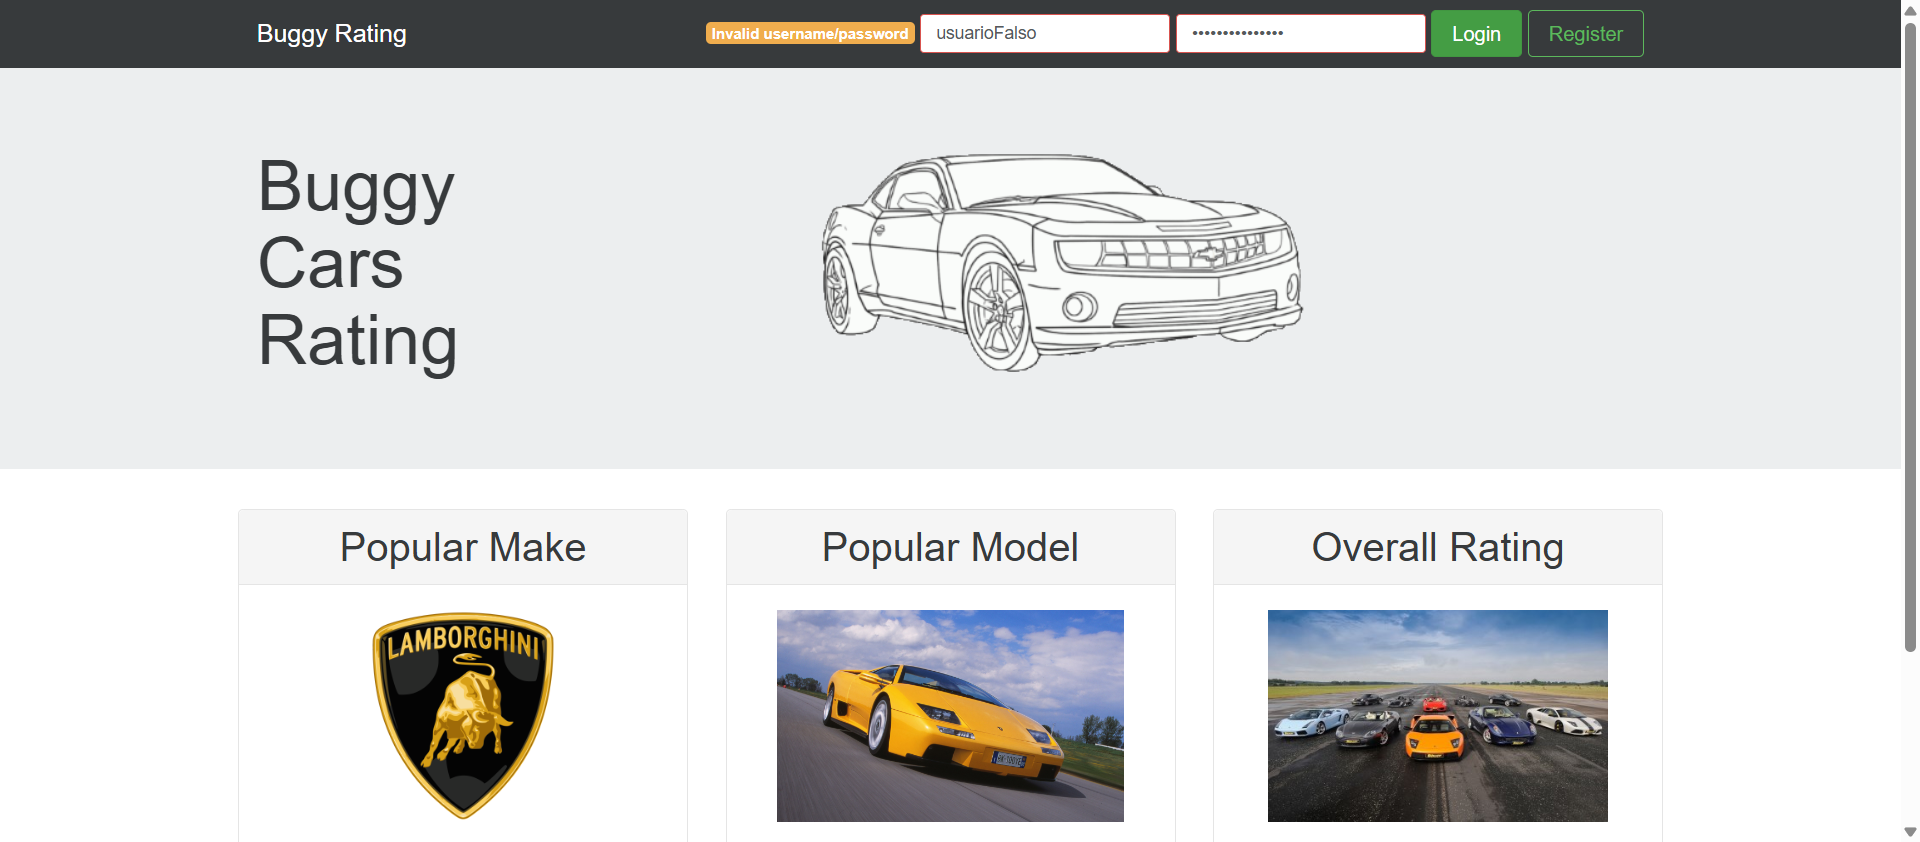 Buggy Rating
Invalid username/password
usuarioFalso
•••••••••••••••
Login
Register
Buggy
Cars
Rating
Popular Make
Popular Model
Overall Rating
LAMBORGHINI